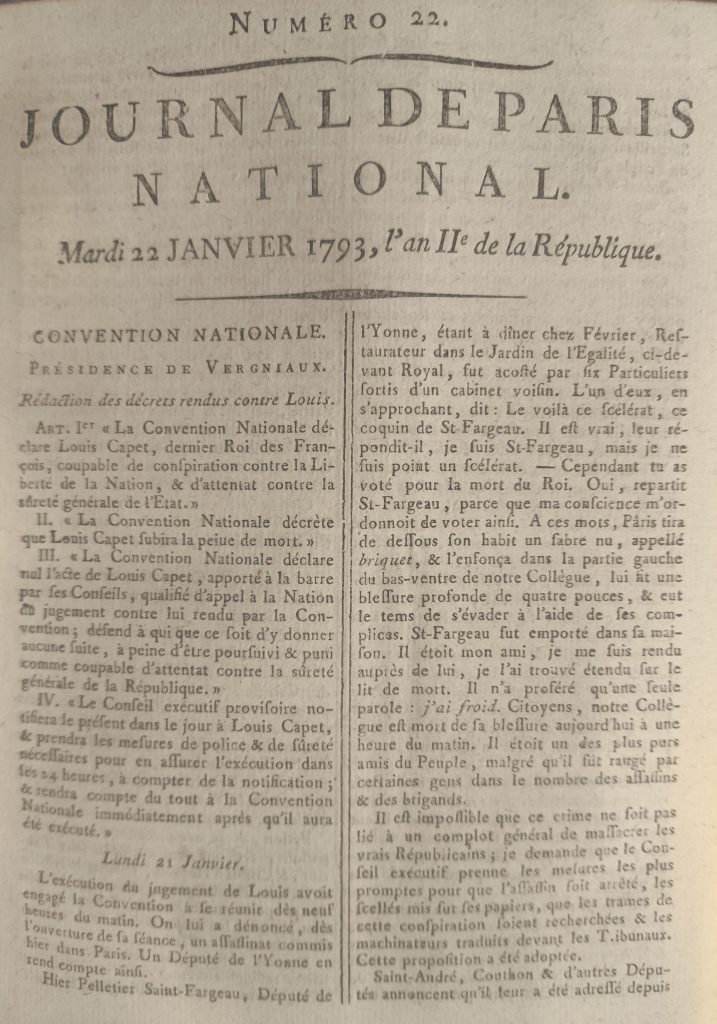 NUMÉRO 22.
JOURNAL DE PARIS
NATIONAL.
Mardi 22 JANVIER 1793, l'an IIe de la République.
CONVENTION NATIONALE.
PRÉSIDENCE DE VERGNIAUX.
Rédaction des décrets rendus contre Louis.
ART. Ier « La Convention Nationale dé-
clare Louis Capet, dernier Roi des Fran-
çois, coupable de conſpiration contre la Li-
berté de la Nation, & d'attentat contre la
sûreté générale de l'Etat. »
II. « La Convention Nationale décrète
que Louis Capet ſubira la peiue de mort. »
III. « La Convention Nationale déclare
nul l'acte de Louis Capet, apporté à la barre
par ſes Conſeils, qualifié d'appel à la Nation
du jugement contre lui rendu par la Con-
vention; défend à qui que ce ſoit d'y donner
aucune ſuite, à peine d'être pourſuivi & puni
comme coupable d'attentat contre la sûreté
générale de la République. »
IV. « Le Conſeil exécutif proviſoire no-
tifiera le préſent dans le jour à Louis Capet,
& prendra les meſures de police & de sûreté
néceſſaires pour en aſſurer l'exécution dans
les 24 heures, à compter de la notification;
& rendra compte du tout à la Convention
Nationale immédiatement après qu'il aura
été exécuté. »
Lundi 21 Janvier.
L'exécution du jugement de Louis avoit
engagé la Convention à ſe réunir dès neuf
heures du matin. On lui a dénoncé, dès
l'ouverture de ſa ſéance, un aſſaſſinat commis
hier dans Paris. Un Député de l'Yonne en
rend compte ainſi.
Hier Pelletier Saint-Fargeau, Député de
l'Yonne, étant à dîner chez Février, Reſ-
taurateur dans le Jardin de l'Egalité, ci-de-
vant Royal, fut acoſté par ſix Particuliers
ſortis d'un cabinet voiſin. L'un d'eux, en
s'approchant, dit : Le voilà ce ſcélérat, ce
coquin de St-Fargeau. Il eſt vrai, leur ré-
pondit-il, je ſuis St-Fargeau, mais je ne
ſuis point un ſcélérat. — Cependant tu as
voté pour la mort du Roi. Oui, repartit
St-Fargeau, parce que ma conſcience m'or-
donnoit de voter ainſi. A ces mots, Pâris tira
de deſſous ſon habit un ſabre nu, appellé
briquet, & l'enfonça dans la partie gauche
du bas-ventre de notre Collègue, lui fit une
bleſſure profonde de quatre pouces, & eut
le tems de s'évader à l'aide de ſes com-
plices. St-Fargeau fut emporté dans ſa mai-
ſon. Il étoit mon ami, je me ſuis rendu
auprès de lui, je l'ai trouvé étendu ſur le
lit de mort. Il n'a proféré qu'une ſeule
parole : j'ai froid. Citoyens, notre Collè-
gue eſt mort de ſa bleſſure aujourd'hui à une
heure du matin. Il étoit un des plus purs
amis du Peuple, malgré qu'il fût rangé par
certaines gens dans le nombre des aſſaſſins
& des brigands.
Il eſt impoſſible que ce crime ne ſoit pas
lié à un complot général de maſſacrer les
vrais Républicains; je demande que le Con-
ſeil exécutif prenne les meſures les plus
promptes pour que l'aſſaſſin ſoit arrêté, les
ſcellés mis ſur ſes papiers, que les trames de
cette conſpiration ſoient recherchées & les
machinateurs traduits devant les T.ibunaux.
Cette propoſition a été adoptée.
Saint-André, Couthon & d'autres Dépu-
tés annoncent qu'il leur a été adreſſé depuis